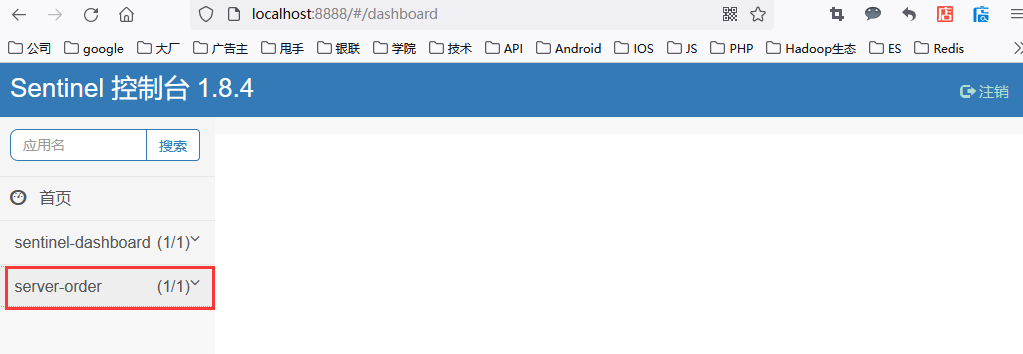 localhost:8888/#/dashboard
公司 google 大厂 广告主 甩手 银联 学院 技术 API Android IOS JS PHP Hadoop生态 ES Redis
Sentinel 控制台 1.8.4
注销
应用名 搜索
首页
sentinel-dashboard (1/1)
server-order (1/1)